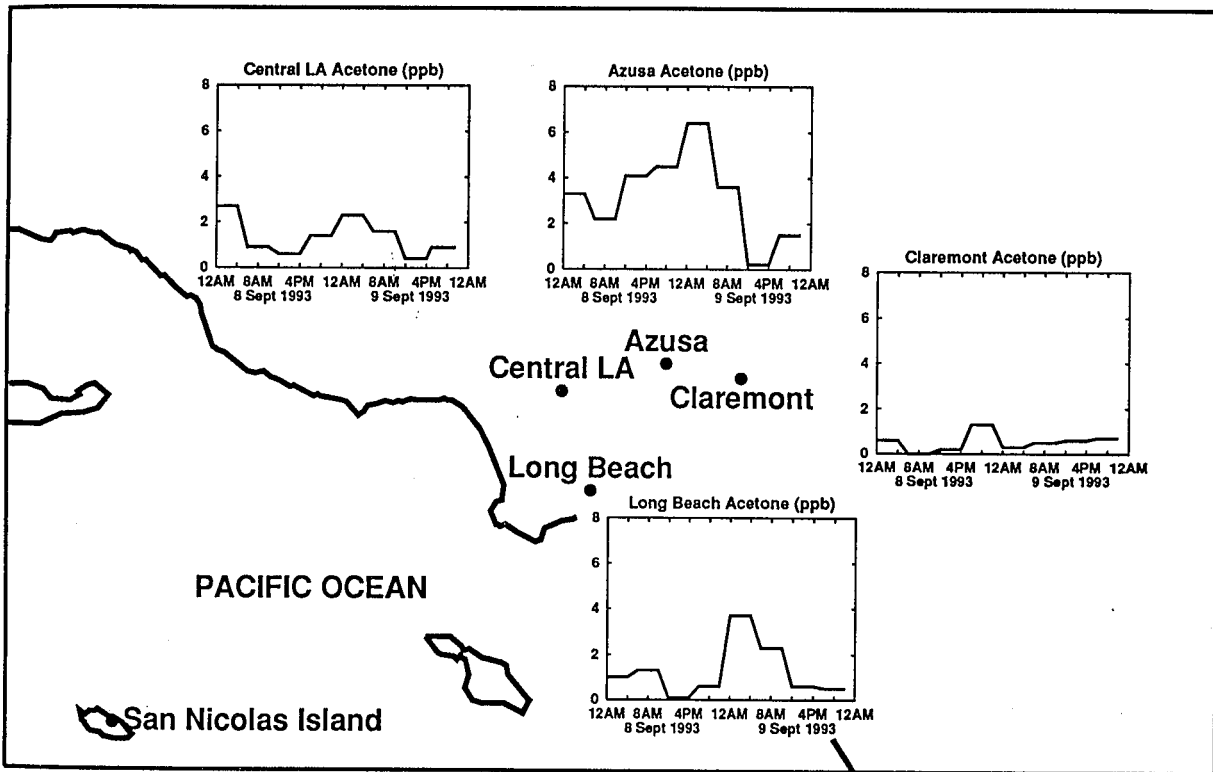 Central LA Acetone (ppb)
8
6
4
2
0
12AM 8AM 4PM 12AM 8AM 4PM 12AM
8 Sept 1993 9 Sept 1993
Azusa Acetone (ppb)
8
6
4
2
0
12AM 8AM 4PM 12AM 8AM 4PM 12AM
8 Sept 1993 9 Sept 1993
Claremont Acetone (ppb)
8
6
4
2
0
12AM 8AM 4PM 12AM 8AM 4PM 12AM
8 Sept 1993 9 Sept 1993
Azusa
Central LA
Claremont
Long Beach
Long Beach Acetone (ppb)
8
6
4
2
0
12AM 8AM 4PM 12AM 8AM 4PM 12AM
8 Sept 1993 9 Sept 1993
PACIFIC OCEAN
San Nicolas Island